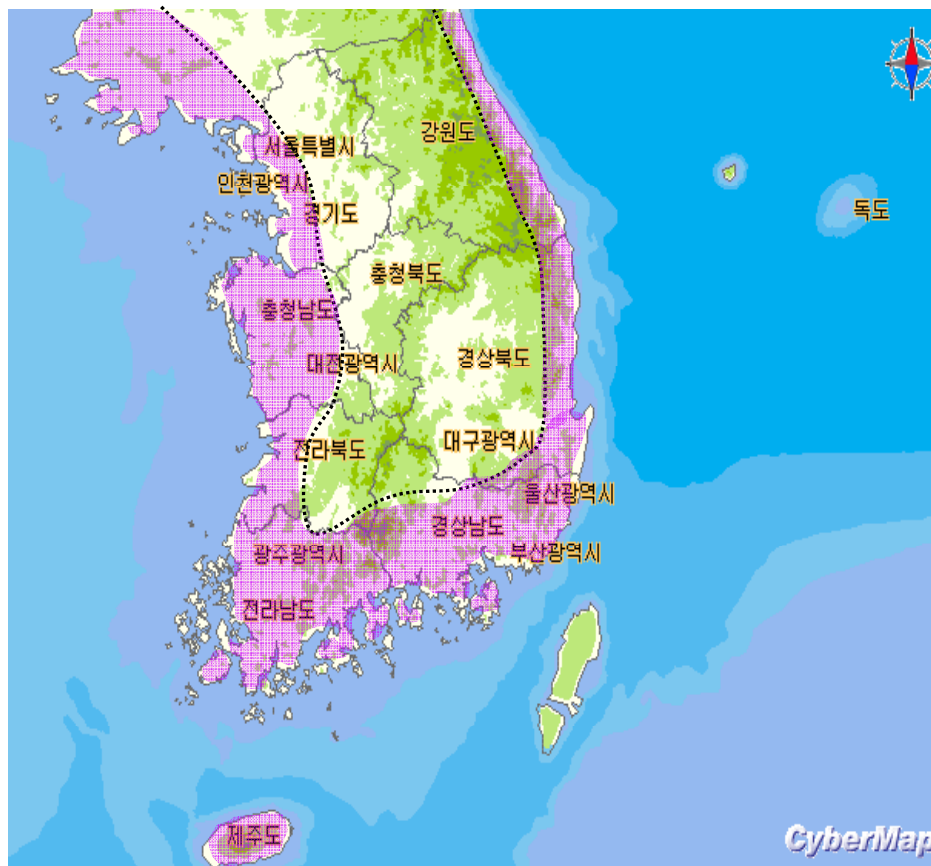 강원도
서울특별시
인천광역시
독도
경기도
충청북도
충청남도
대전광역시
경상북도
전라북도
대구광역시
울산광역시
경상남도
광주광역시
부산광역시
전라남도
제주도
CyberMap